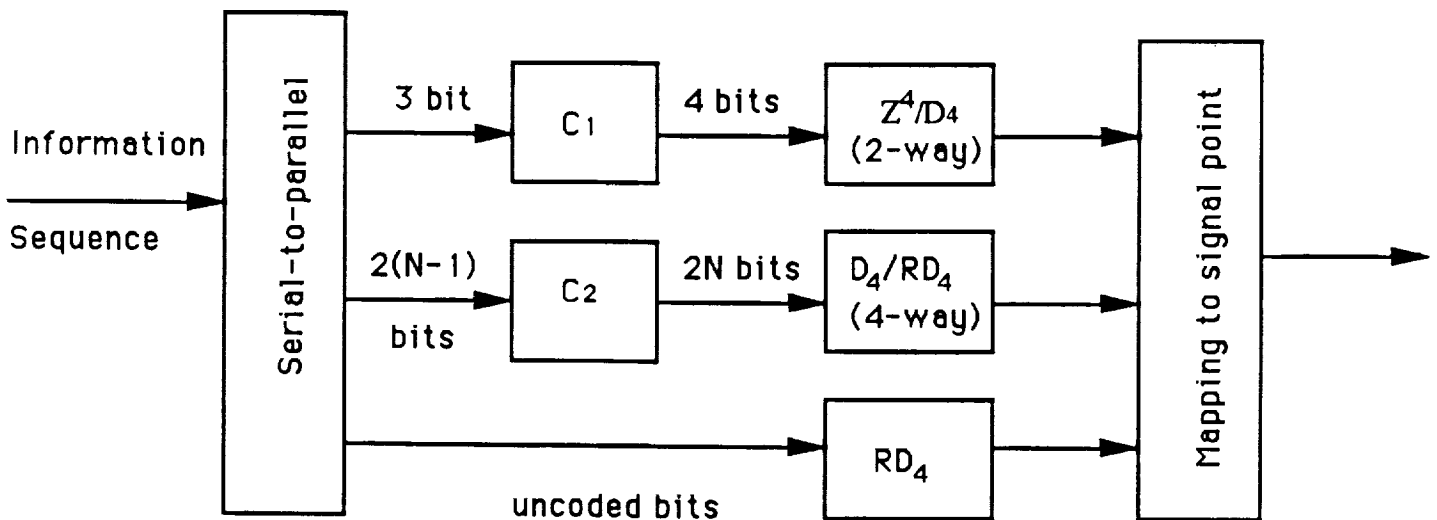 Information
Sequence
Serial-to-parallel
3 bit
C1
4 bits
Z⁴/D₄
(2-way)
2(N-1)
bits
C2
2N bits
D₄/RD₄
(4-way)
uncoded bits
RD₄
Mapping to signal point